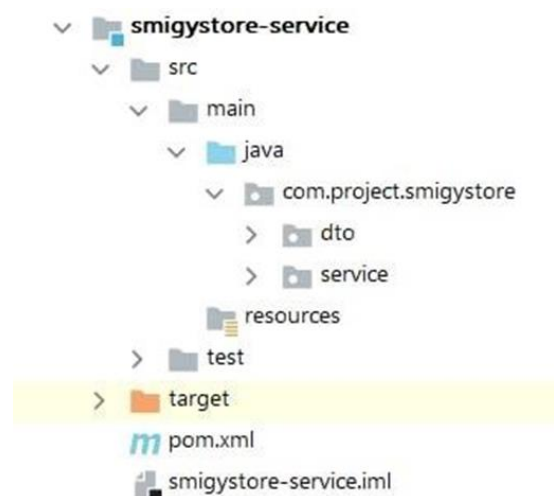 smigystore-service
src
main
java
com.project.smigystore
dto
service
resources
test
target
pom.xml
smigystore-service.iml